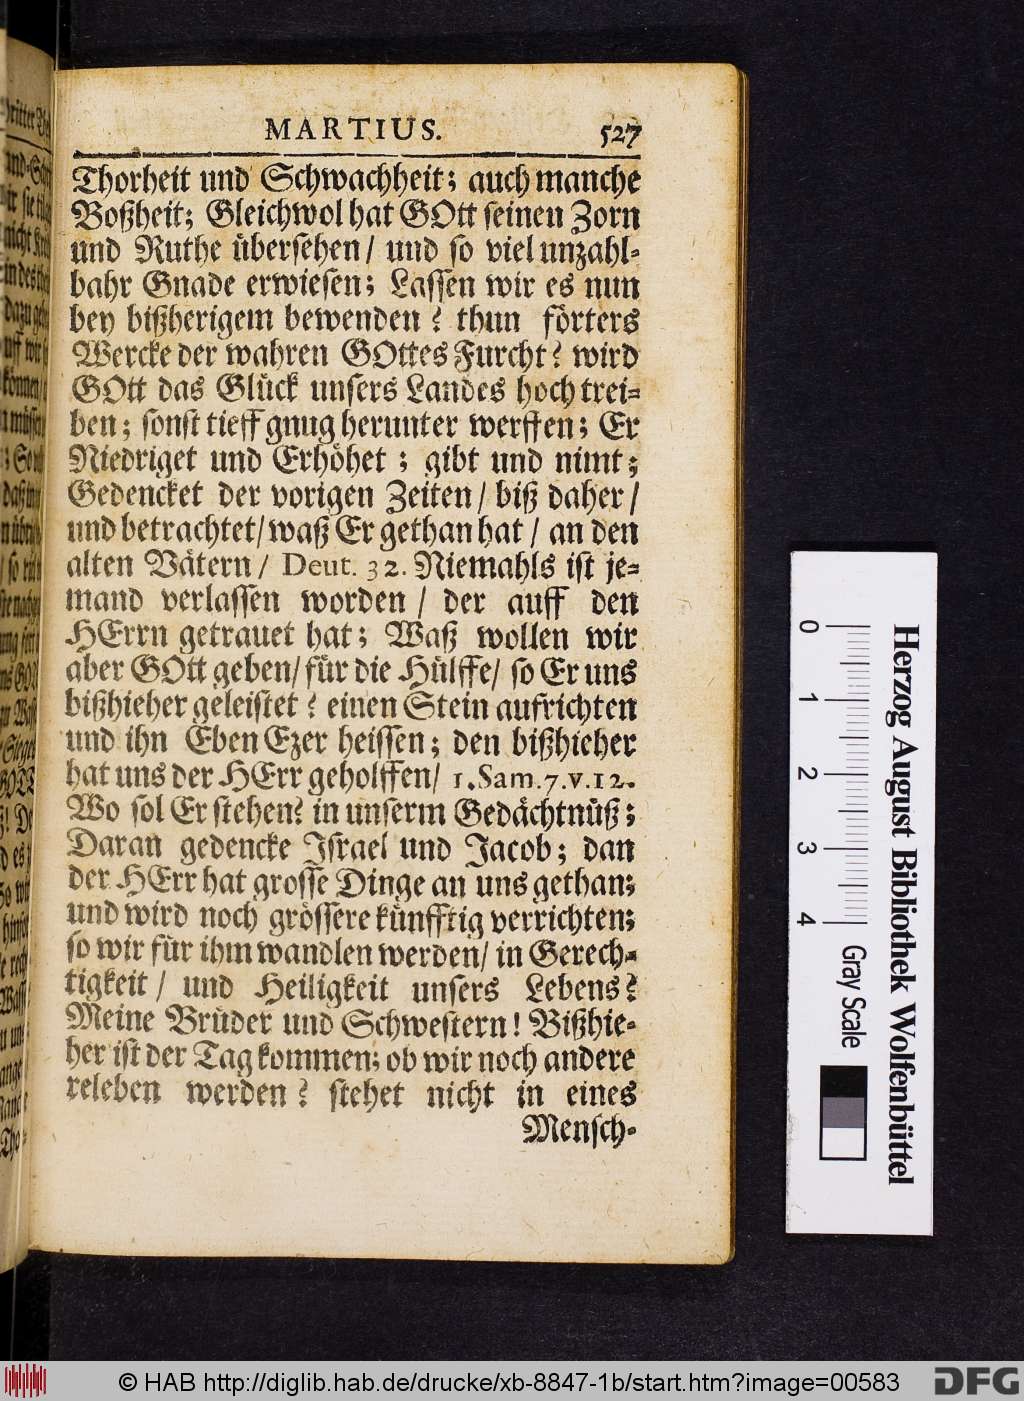 MARTIUS. 527
Thorheit und Schwachheit; auch manche
Boßheit; Gleichwol hat GOtt seinen Zorn
und Ruthe übersehen/ und so viel unzahl-
bahr Gnade erwiesen; Lassen wir es nun
bey bißherigem bewenden? thun förters
Wercke der wahren GOttes Furcht? wird
GOtt das Glück unsers Landes hoch trei-
ben; sonst tieff gnug herunter werffen; Er
Niedriget und Erhöhet; gibt und nimt;
Gedencket der vorigen Zeiten/ biß daher/
und betrachtet/ waß Er gethan hat/ an den
alten Vätern/ Deut. 32. Niemahls ist je-
mand verlassen worden/ der auff den
HErrn getrauet hat; Waß wollen wir
aber GOtt geben/ für die Hülffe/ so Er uns
bißhieher geleistet? einen Stein aufrichten
und ihn Eben Ezer heissen; den bißhieher
hat uns der HErr geholffen/ 1. Sam. 7. v. 12.
Wo sol Er stehen? in unserm Gedächtnüß;
Daran gedencke Israel und Jacob; dan
der HErr hat grosse Dinge an uns gethan;
und wird noch grössere künfftig verrichten;
so wir für ihm wandlen werden/ in Gerech-
tigkeit/ und Heiligkeit unsers Lebens?
Meine Brüder und Schwestern! Bißhie-
her ist der Tag kommen; ob wir noch andere
releben werden? stehet nicht in eines
Mensch-
0 1 2 3 4
Gray Scale
Herzog August Bibliothek Wolfenbüttel
© HAB http://diglib.hab.de/drucke/xb-8847-1b/start.htm?image=00583
DFG